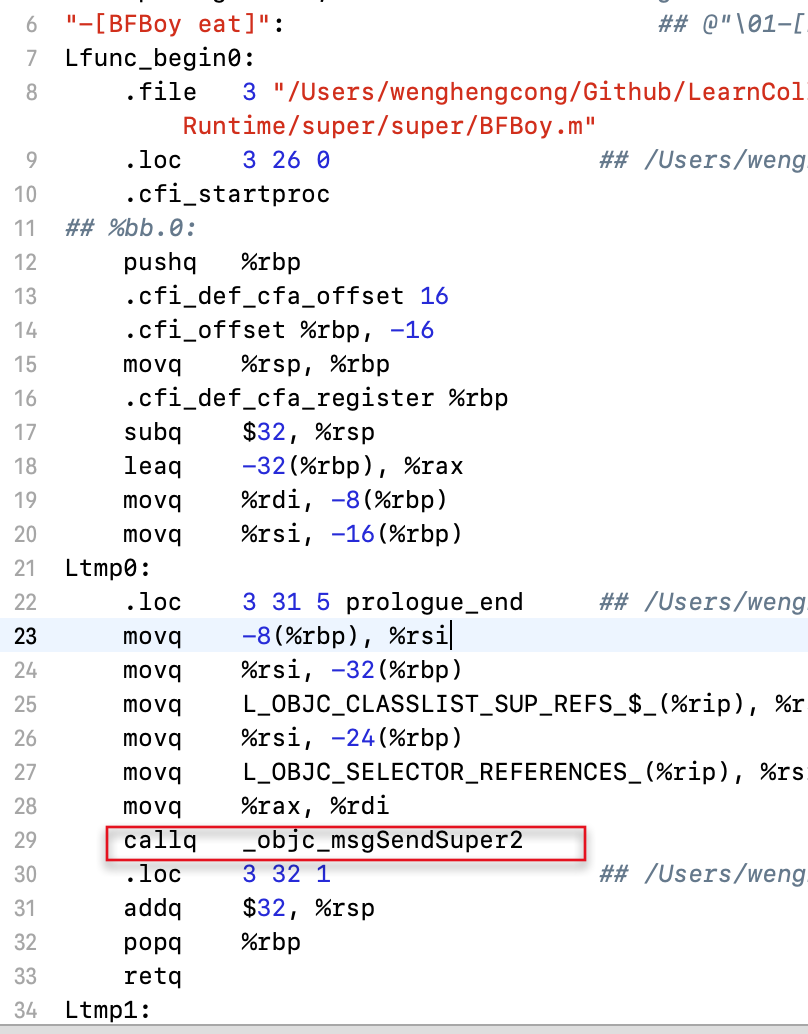 6 "-[BFBoy eat]": ## @"\01-[
7 Lfunc_begin0:
8 .file 3 "/Users/wenghengcong/Github/LearnCol
Runtime/super/super/BFBoy.m"
9 .loc 3 26 0 ## /Users/weng
10 .cfi_startproc
11 ## %bb.0:
12 pushq %rbp
13 .cfi_def_cfa_offset 16
14 .cfi_offset %rbp, -16
15 movq %rsp, %rbp
16 .cfi_def_cfa_register %rbp
17 subq $32, %rsp
18 leaq -32(%rbp), %rax
19 movq %rdi, -8(%rbp)
20 movq %rsi, -16(%rbp)
21 Ltmp0:
22 .loc 3 31 5 prologue_end ## /Users/weng
23 movq -8(%rbp), %rsi
24 movq %rsi, -32(%rbp)
25 movq L_OBJC_CLASSLIST_SUP_REFS_$_(%rip), %r
26 movq %rsi, -24(%rbp)
27 movq L_OBJC_SELECTOR_REFERENCES_(%rip), %rs
28 movq %rax, %rdi
29 callq _objc_msgSendSuper2
30 .loc 3 32 1 ## /Users/weng
31 addq $32, %rsp
32 popq %rbp
33 retq
34 Ltmp1: